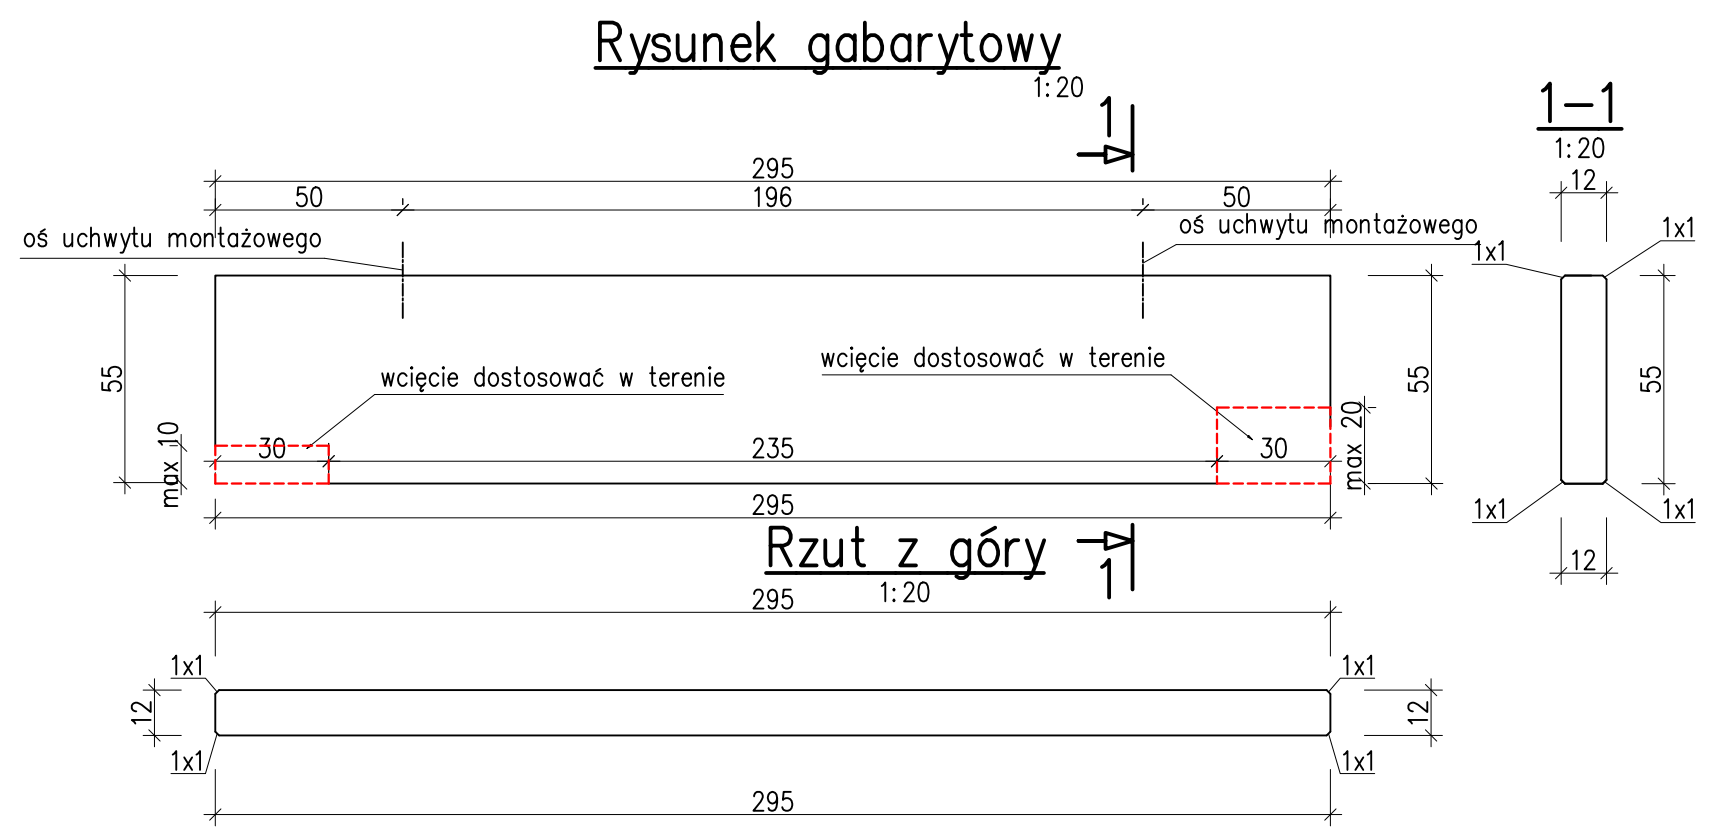 Rysunek gabarytowy
1:20
1
1-1
1:20
295
12
50
196
50
oś uchwytu montażowego
oś uchwytu montażowego
1x1
1x1
55
wcięcie dostosować w terenie
wcięcie dostosować w terenie
55
55
max 10
30
235
30
max 20
295
1x1
1x1
Rzut z góry
1
12
1:20
295
1x1
1x1
12
12
1x1
1x1
295